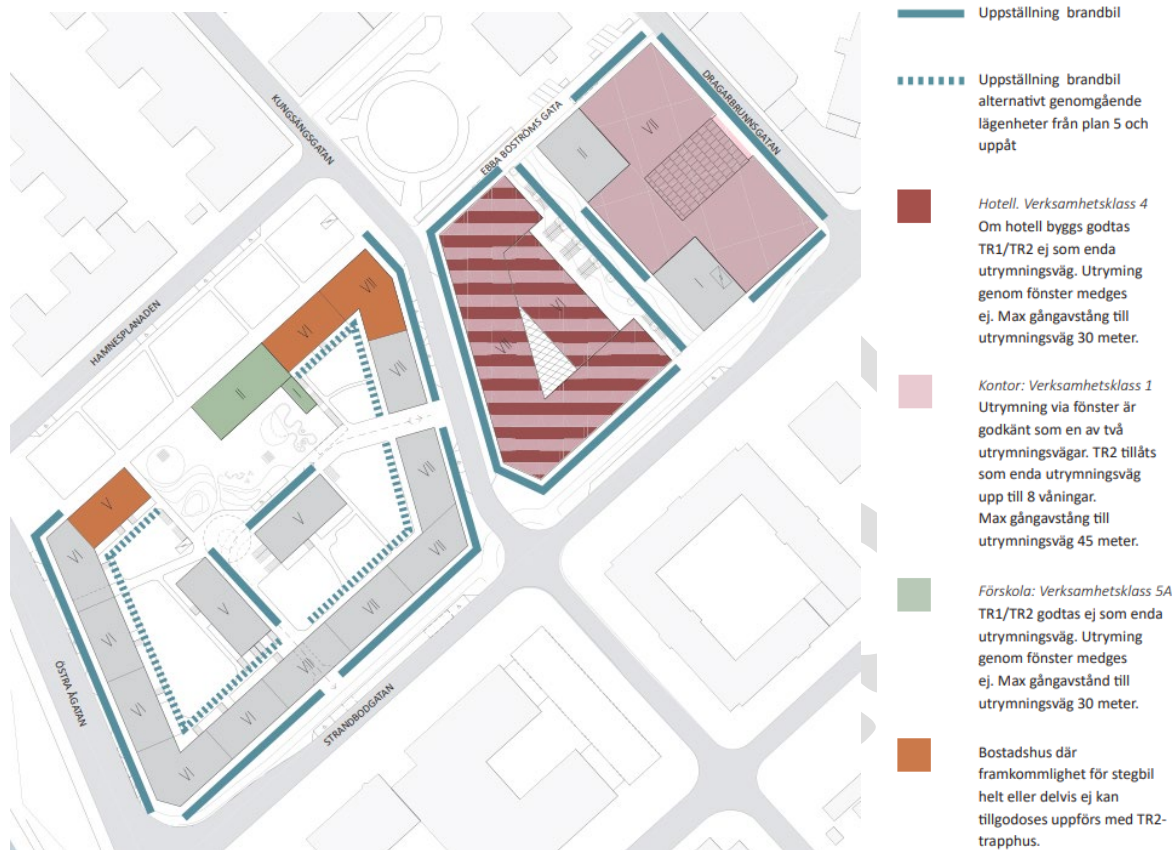 KUNGSÄNGSGATAN
EBBA BOSTRÖMS GATA
DRAGARBRUNNSGATAN
HAMNESPLANADEN
ÖSTRA ÅGATAN
STRANDBODGATAN
VII
II
VI
VII
VII
VI
VII
II
I
V
VI
V
V
VII
VII
VII
VII
VI
VI
VI
VI
Uppställning brandbil
Uppställning brandbil
alternativt genomgående
lägenheter från plan 5 och
uppåt
Hotell. Verksamhetsklass 4
Om hotell byggs godtas
TR1/TR2 ej som enda
utrymningsväg. Utryming
genom fönster medges
ej. Max gångavstång till
utrymningsväg 30 meter.
Kontor: Verksamhetsklass 1
Utrymning via fönster är
godkänt som en av två
utrymningsvägar. TR2 tillåts
som enda utrymningsväg
upp till 8 våningar.
Max gångavstång till
utrymningsväg 45 meter.
Förskola: Verksamhetsklass 5A
TR1/TR2 godtas ej som enda
utrymningsväg. Utryming
genom fönster medges
ej. Max gångavstånd till
utrymningsväg 30 meter.
Bostadshus där
framkommlighet för stegbil
helt eller delvis ej kan
tillgodoses uppförs med TR2-
trapphus.